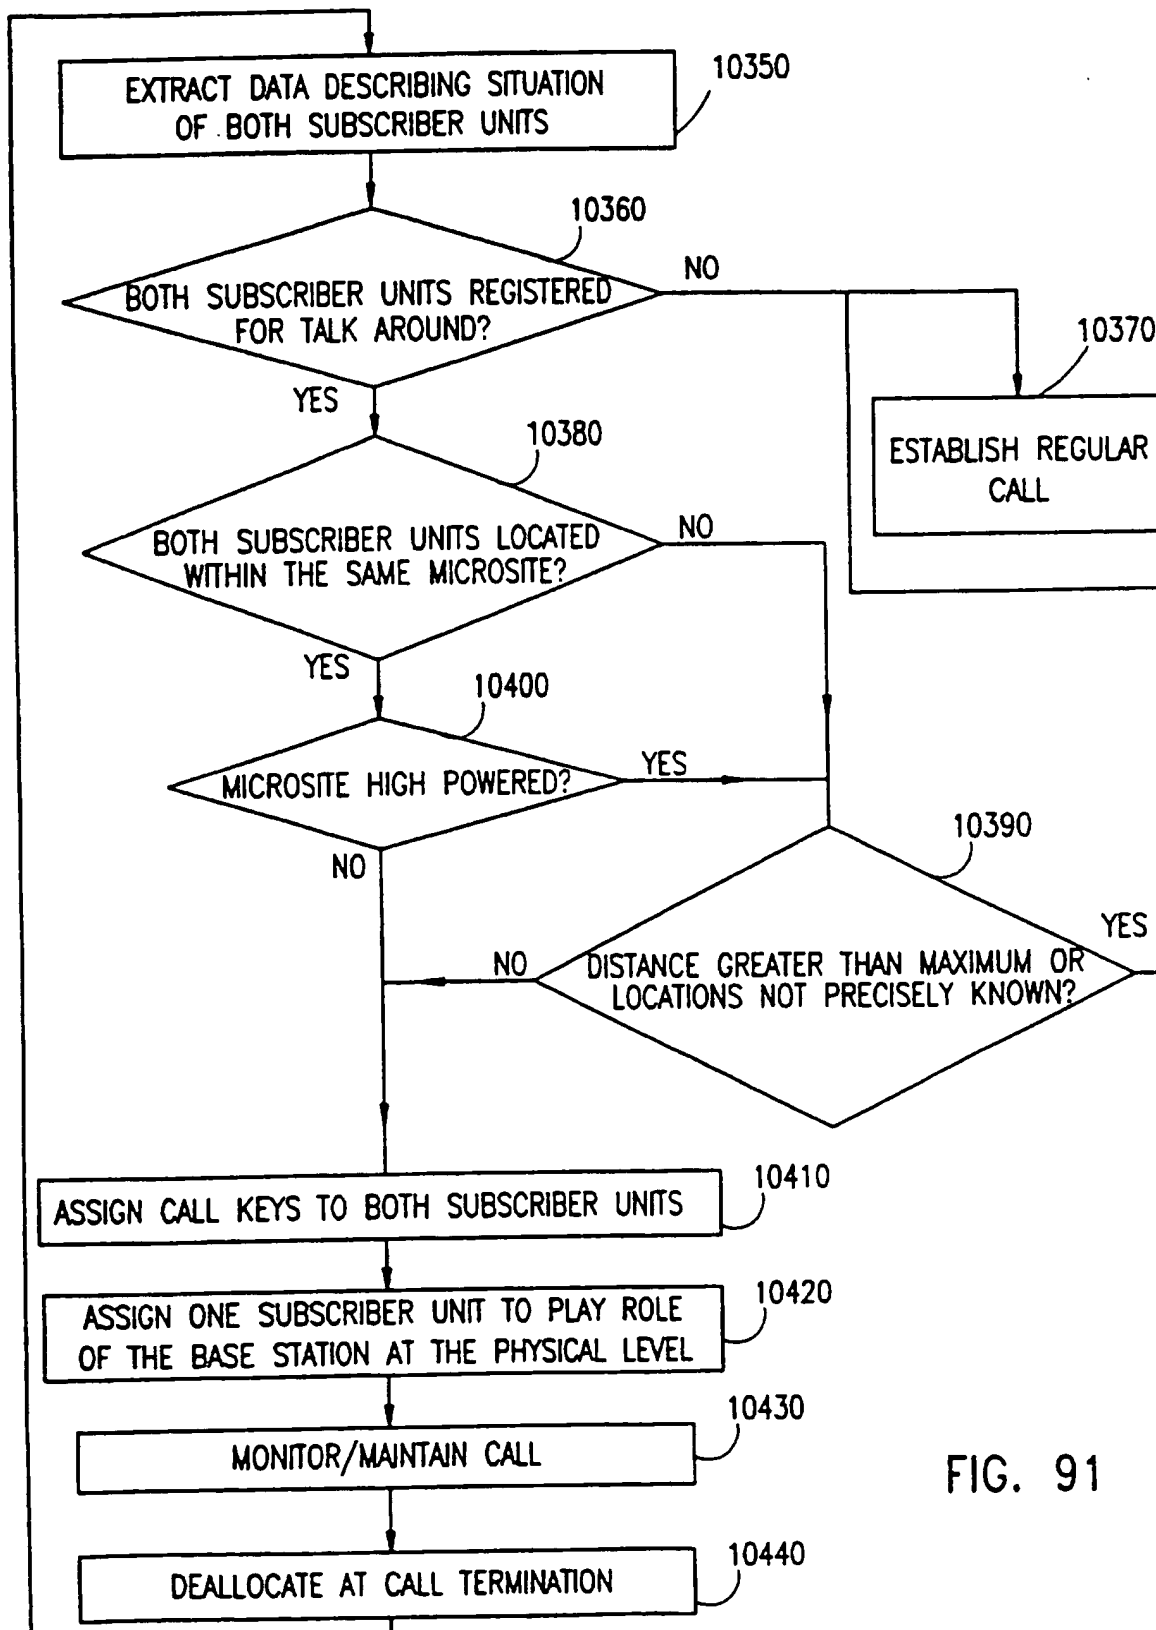 EXTRACT DATA DESCRIBING SITUATION
OF BOTH SUBSCRIBER UNITS
10350
10360
BOTH SUBSCRIBER UNITS REGISTERED
FOR TALK AROUND?
NO
YES
10370
ESTABLISH REGULAR
CALL
10380
BOTH SUBSCRIBER UNITS LOCATED
WITHIN THE SAME MICROSITE?
NO
YES
10400
MICROSITE HIGH POWERED?
YES
NO
10390
DISTANCE GREATER THAN MAXIMUM OR
LOCATIONS NOT PRECISELY KNOWN?
NO
YES
ASSIGN CALL KEYS TO BOTH SUBSCRIBER UNITS
10410
ASSIGN ONE SUBSCRIBER UNIT TO PLAY ROLE
OF THE BASE STATION AT THE PHYSICAL LEVEL
10420
MONITOR/MAINTAIN CALL
10430
DEALLOCATE AT CALL TERMINATION
10440
FIG. 91